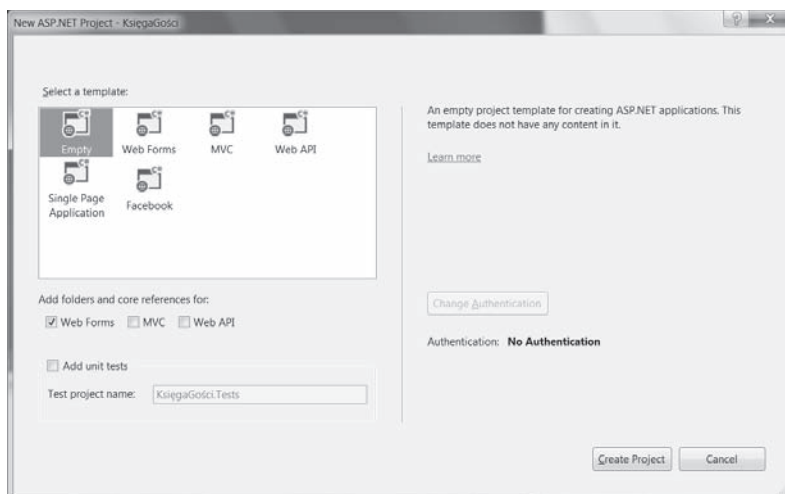 New ASP.NET Project - KsięgaGości
Select a template:
Empty
Web Forms
MVC
Web API
Single Page
Application
Facebook
An empty project template for creating ASP.NET applications. This
template does not have any content in it.
Learn more
Add folders and core references for:
Web Forms MVC Web API
Add unit tests
Test project name: KsięgaGości.Tests
Change Authentication
Authentication: No Authentication
Create Project Cancel